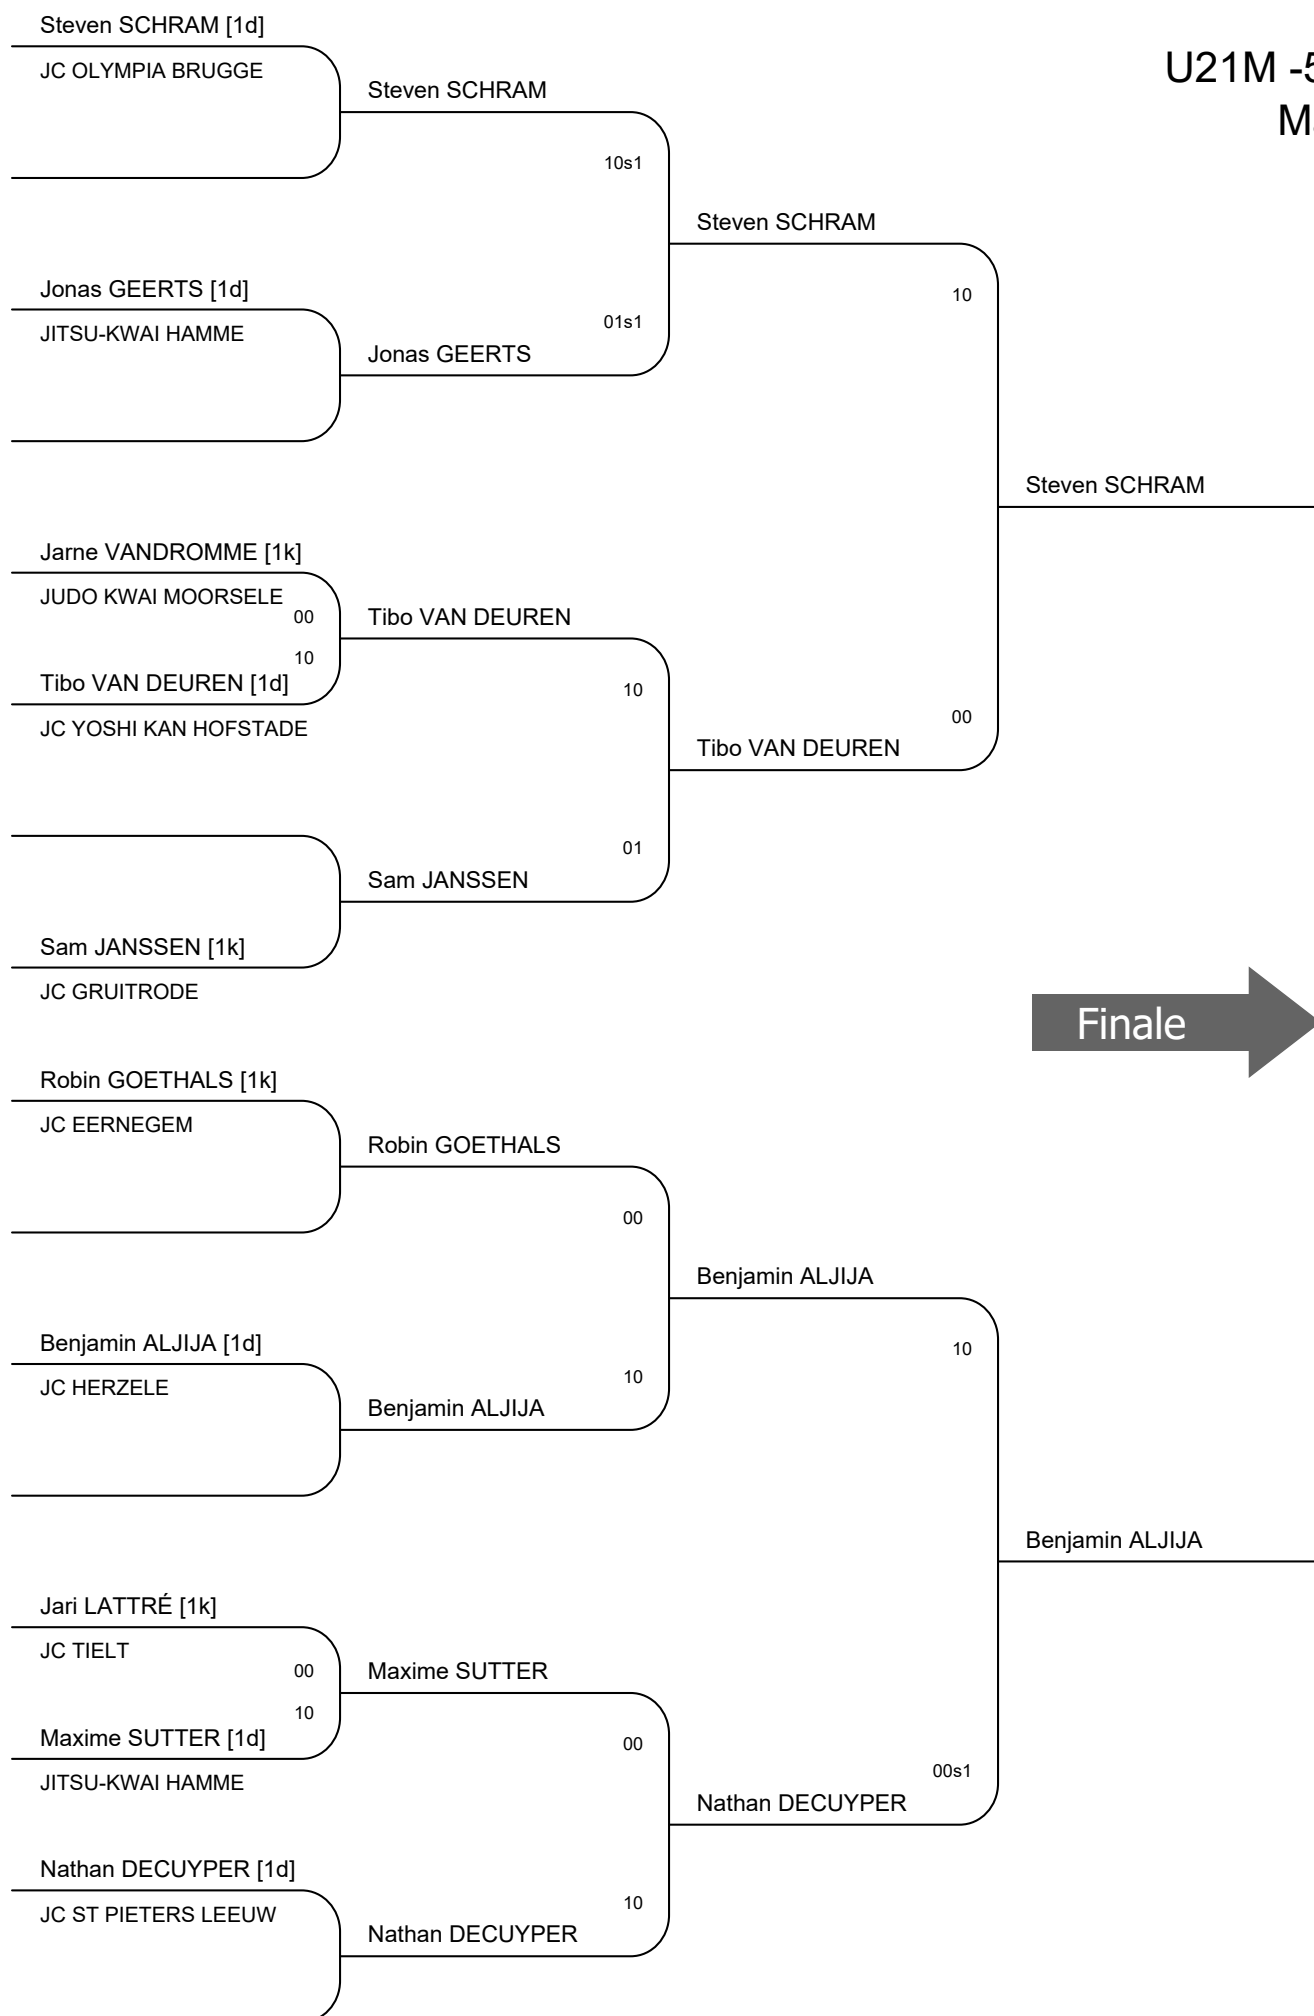 Steven SCHRAM [1d]
JC OLYMPIA BRUGGE
Steven SCHRAM
10s1
Steven SCHRAM
10
Jonas GEERTS [1d]
JITSU-KWAI HAMME
01s1
Jonas GEERTS
Steven SCHRAM
Jarne VANDROMME [1k]
JUDO KWAI MOORSELE
00
Tibo VAN DEUREN
10
Tibo VAN DEUREN [1d]
JC YOSHI KAN HOFSTADE
10
00
Tibo VAN DEUREN
01
Sam JANSSEN
Sam JANSSEN [1k]
JC GRUITRODE
Finale
Robin GOETHALS [1k]
JC EERNEGEM
Robin GOETHALS
00
Benjamin ALJIJA
10
Benjamin ALJIJA [1d]
JC HERZELE
10
Benjamin ALJIJA
Benjamin ALJIJA
Jari LATTRÉ [1k]
JC TIELT
00
Maxime SUTTER
10
Maxime SUTTER [1d]
JITSU-KWAI HAMME
00
00s1
Nathan DECUYPER
Nathan DECUYPER [1d]
JC ST PIETERS LEEUW
10
Nathan DECUYPER
U21M